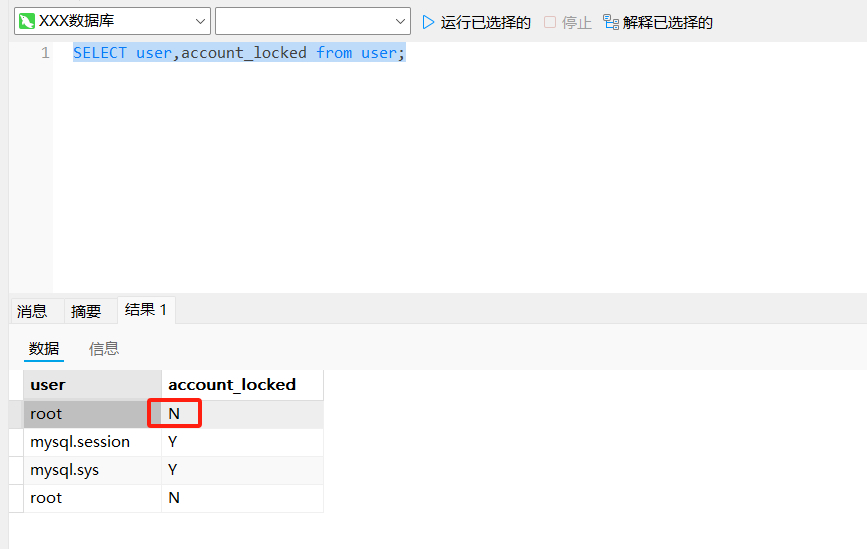 XXX数据库 运行已选择的 停止 解释已选择的
1 SELECT user,account_locked from user;
消息 摘要 结果 1
数据 信息
user account_locked
root N
mysql.session Y
mysql.sys Y
root N